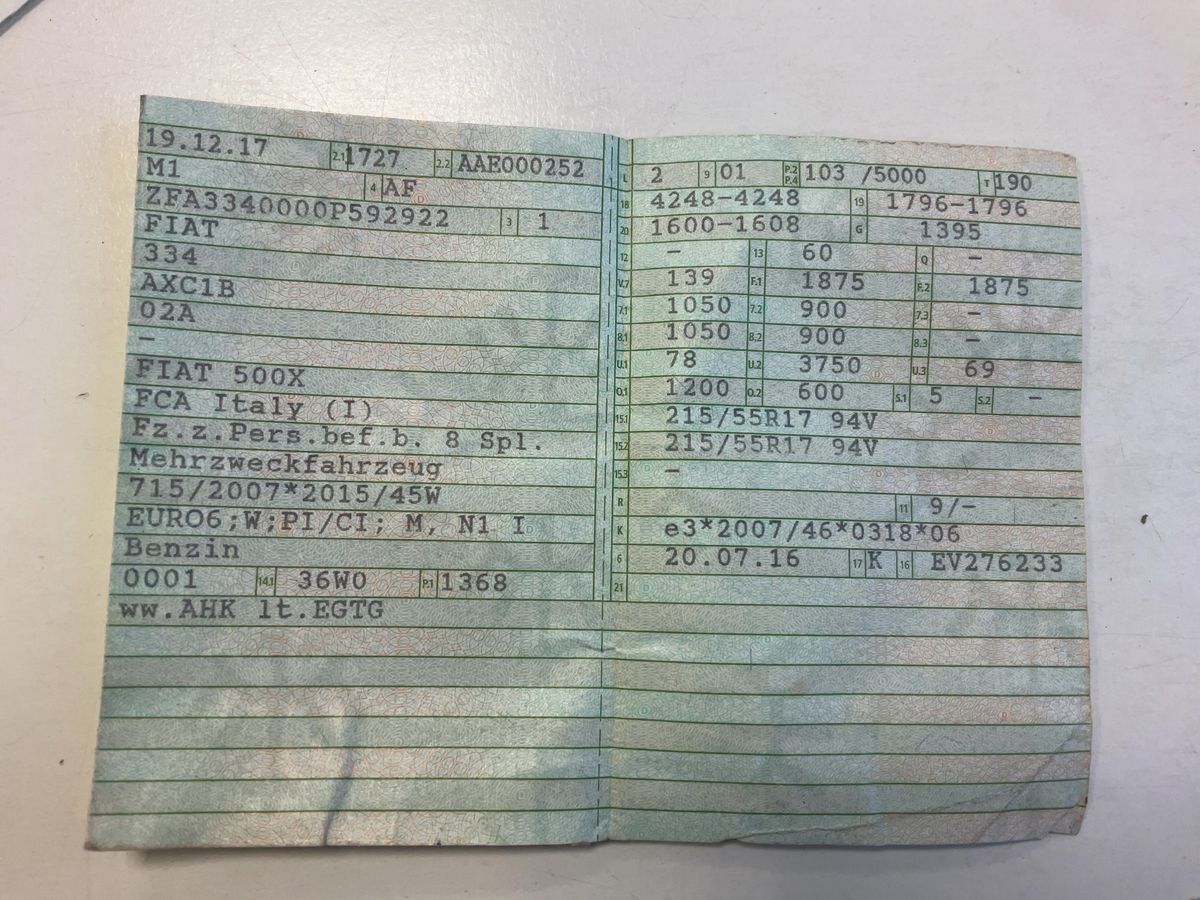 19.12.17 2.1 1727 2.2 AAE000252
M1 4 AF
ZFA3340000P592922 3 1
FIAT
334
AXC1B
02A
–
FIAT 500X
FCA Italy (I)
Fz.z.Pers.bef.b. 8 Spl.
Mehrzweckfahrzeug
715/2007*2015/45W
EURO6;W;PI/CI; M, N1 I
Benzin
0001 14.1 36W0 P.1 1368
ww.AHK lt.EGTG
L 2 9 01 P.2 P.4 103 /5000 T 190
18 4248-4248 19 1796-1796
20 1600-1608 G 1395
12 – 13 60 Q –
V.7 139 F.1 1875 F.2 1875
7.1 1050 7.2 900 7.3 –
8.1 1050 8.2 900 8.3 –
U.1 78 U.2 3750 U.3 69
O.1 1200 O.2 600 S.1 5 S.2 –
15.1 215/55R17 94V
15.2 215/55R17 94V
15.3 –
R 11 9/-
K e3*2007/46*0318*06
6 20.07.16 17 K 16 EV276233
21